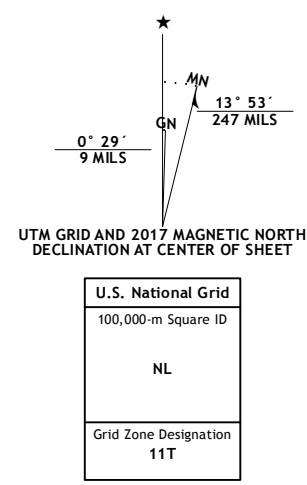 ★
MN
13° 53´
247 MILS
GN
0° 29´
9 MILS
UTM GRID AND 2017 MAGNETIC NORTH
DECLINATION AT CENTER OF SHEET
U.S. National Grid
100,000-m Square ID
NL
Grid Zone Designation
11T